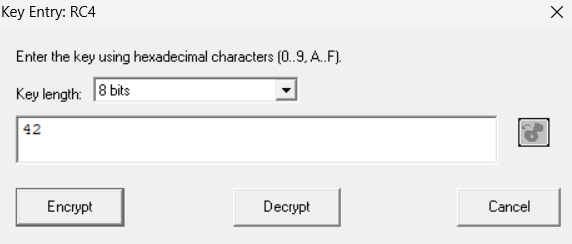 Key Entry: RC4
Enter the key using hexadecimal characters (0..9, A..F).
Key length: 8 bits
42
Encrypt Decrypt Cancel